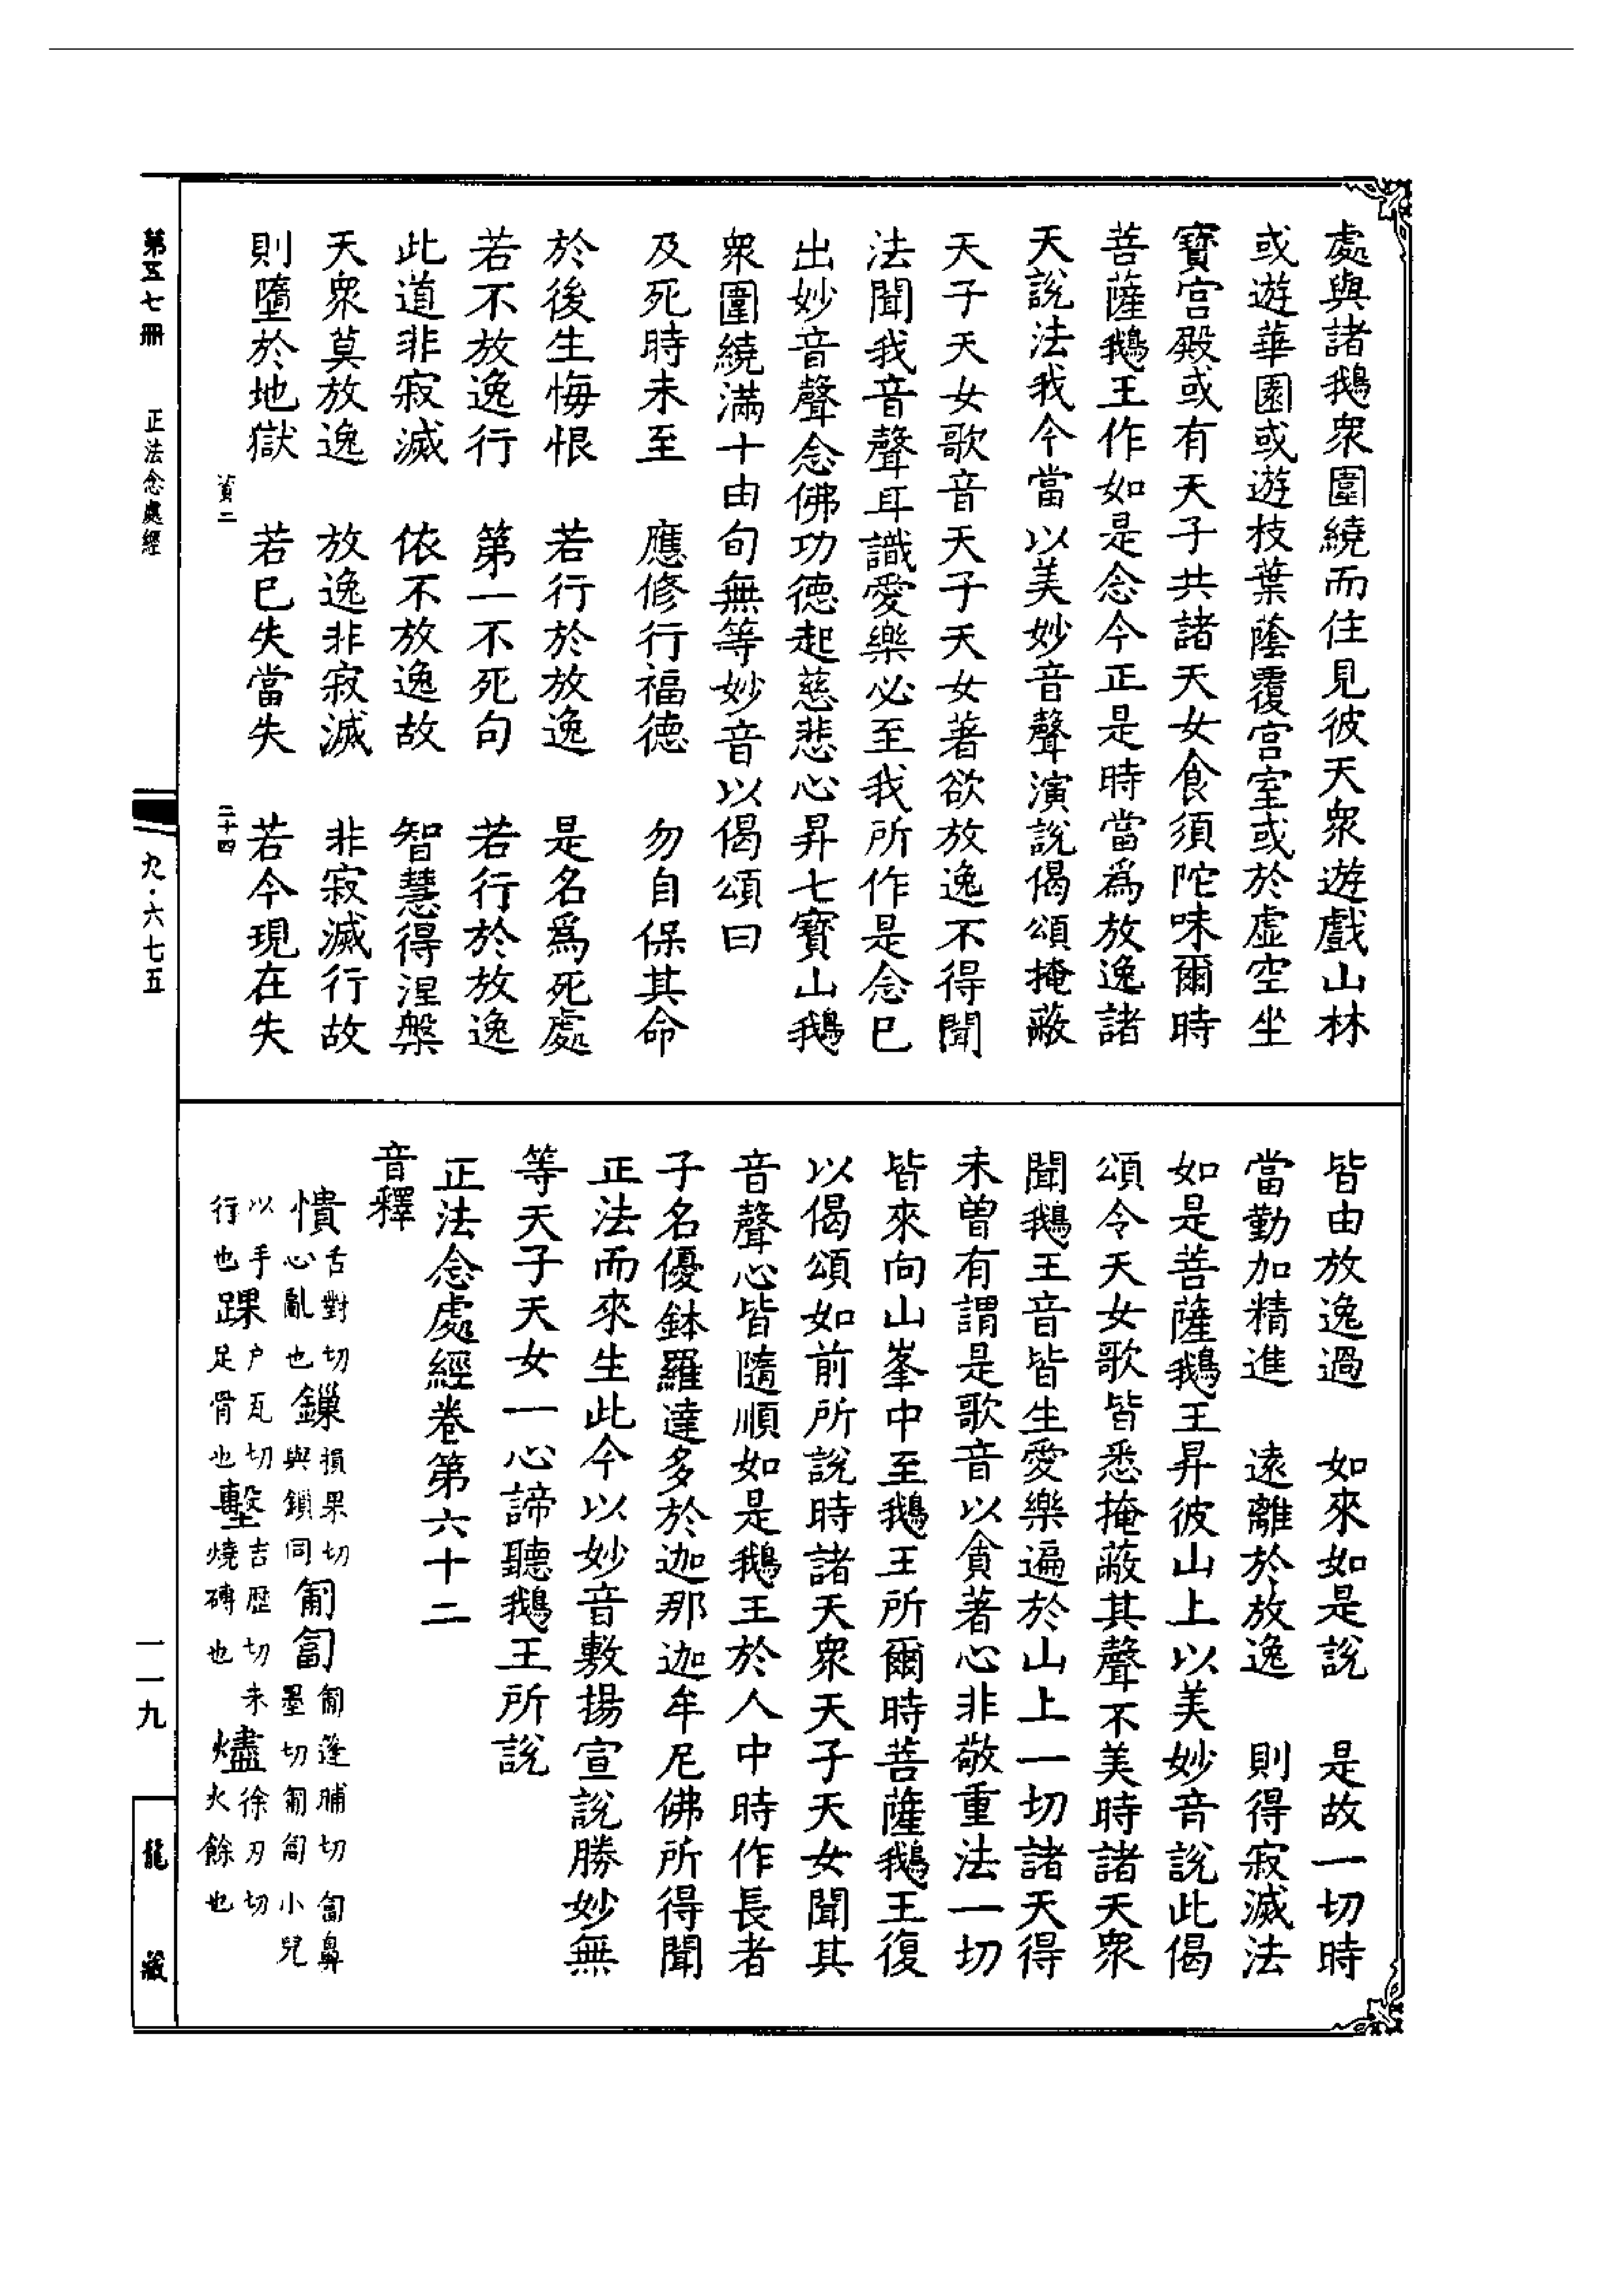 處與諸鵝眾圍繞而住見彼天眾遊戲山林
或遊華園或遊枝葉蔭覆宮室或於虛空坐
寶宮殿或有天子共諸天女食須陀味爾時
菩薩鵝王作如是念今正是時當為放逸諸
天說法我今當以美妙音聲演說偈頌掩蔽
天子天女歌音天子天女著欲放逸不得聞
法聞我音聲耳識愛樂必至我所作是念已
出妙音聲念佛功德起慈悲心昇七寶山鵝
眾圍繞滿十由旬無等妙音以偈頌曰
及死時未至 應修行福德 勿自保其命
於後生悔恨 若行於放逸 是名為死處
若不放逸行 第一不死句 若行於放逸
此道非寂滅 依不放逸故 智慧得涅槃
天眾莫放逸 放逸非寂滅 非寂滅行故
則墮於地獄 若已失當失 若今現在失
資二 二十四
皆由放逸過 如來如是說 是故一切時
當勤加精進 遠離於放逸 則得寂滅法
如是菩薩鵝王昇彼山上以美妙音說此偈
頌令天女歌皆悉掩蔽其聲不美時諸天眾
聞鵝王音皆生愛樂遍於山上一切諸天得
未曾有謂是歌音以貪著心非敬重法一切
皆來向山峯中至鵝王所爾時菩薩鵝王復
以偈頌如前所說時諸天眾天子天女聞其
音聲心皆隨順如是鵝王於人中時作長者
子名優鉢羅達多於迦那迦牟尼佛所得聞
正法而來生此今以妙音敷揚宣說勝妙無
等天子天女一心諦聽鵝王所說
正法念處經卷第六十二
音釋
憒古對切心亂也鏁損果切與鎖同匍匐匍蓬脯切匐鼻墨切匍匐小兒
以手行也踝户瓦切足骨也墼吉歷切未燒磚也燼徐刃切火餘也
第五七冊 正法念處經 九·六七五 一一九 龍藏